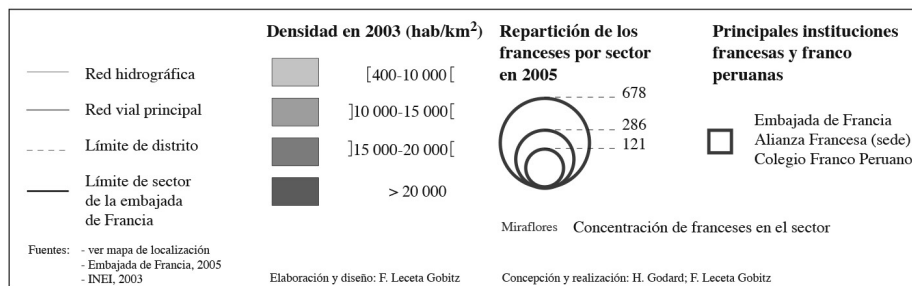 Red hidrográfica
Red vial principal
Límite de distrito
Límite de sector
de la embajada
de Francia
Fuentes: - ver mapa de localización
- Embajada de Francia, 2005
- INEI, 2003
Densidad en 2003 (hab/km²)
[400-10 000[
]10 000-15 000[
]15 000-20 000[
> 20 000
Elaboración y diseño: F. Leceta Gobitz
Repartición de los
franceses por sector
en 2005
678
286
121
Miraflores Concentración de franceses en el sector
Concepción y realización: H. Godard; F. Leceta Gobitz
Principales instituciones
francesas y franco
peruanas
Embajada de Francia
Alianza Francesa (sede)
Colegio Franco Peruano